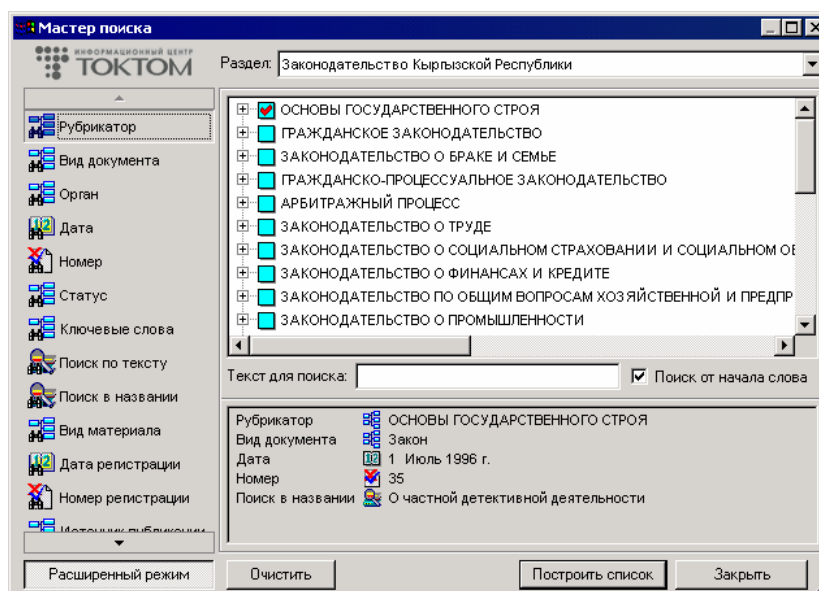 Мастер поиска
ИНФОРМАЦИОННЫЙ ЦЕНТР
ТОКТОМ
Раздел: Законодательство Кыргызской Республики
Рубрикатор
Вид документа
Орган
Дата
Номер
Статус
Ключевые слова
Поиск по тексту
Поиск в названии
Вид материала
Дата регистрации
Номер регистрации
Источник публикации
ОСНОВЫ ГОСУДАРСТВЕННОГО СТРОЯ
ГРАЖДАНСКОЕ ЗАКОНОДАТЕЛЬСТВО
ЗАКОНОДАТЕЛЬСТВО О БРАКЕ И СЕМЬЕ
ГРАЖДАНСКО-ПРОЦЕССУАЛЬНОЕ ЗАКОНОДАТЕЛЬСТВО
АРБИТРАЖНЫЙ ПРОЦЕСС
ЗАКОНОДАТЕЛЬСТВО О ТРУДЕ
ЗАКОНОДАТЕЛЬСТВО О СОЦИАЛЬНОМ СТРАХОВАНИИ И СОЦИАЛЬНОМ ОБ
ЗАКОНОДАТЕЛЬСТВО О ФИНАНСАХ И КРЕДИТЕ
ЗАКОНОДАТЕЛЬСТВО ПО ОБЩИМ ВОПРОСАМ ХОЗЯЙСТВЕННОЙ И ПРЕДПР
ЗАКОНОДАТЕЛЬСТВО О ПРОМЫШЛЕННОСТИ
Текст для поиска: Поиск от начала слова
Рубрикатор ОСНОВЫ ГОСУДАРСТВЕННОГО СТРОЯ
Вид документа Закон
Дата 1 Июль 1996 г.
Номер 35
Поиск в названии О частной детективной деятельности
Расширенный режим Очистить Построить список Закрыть